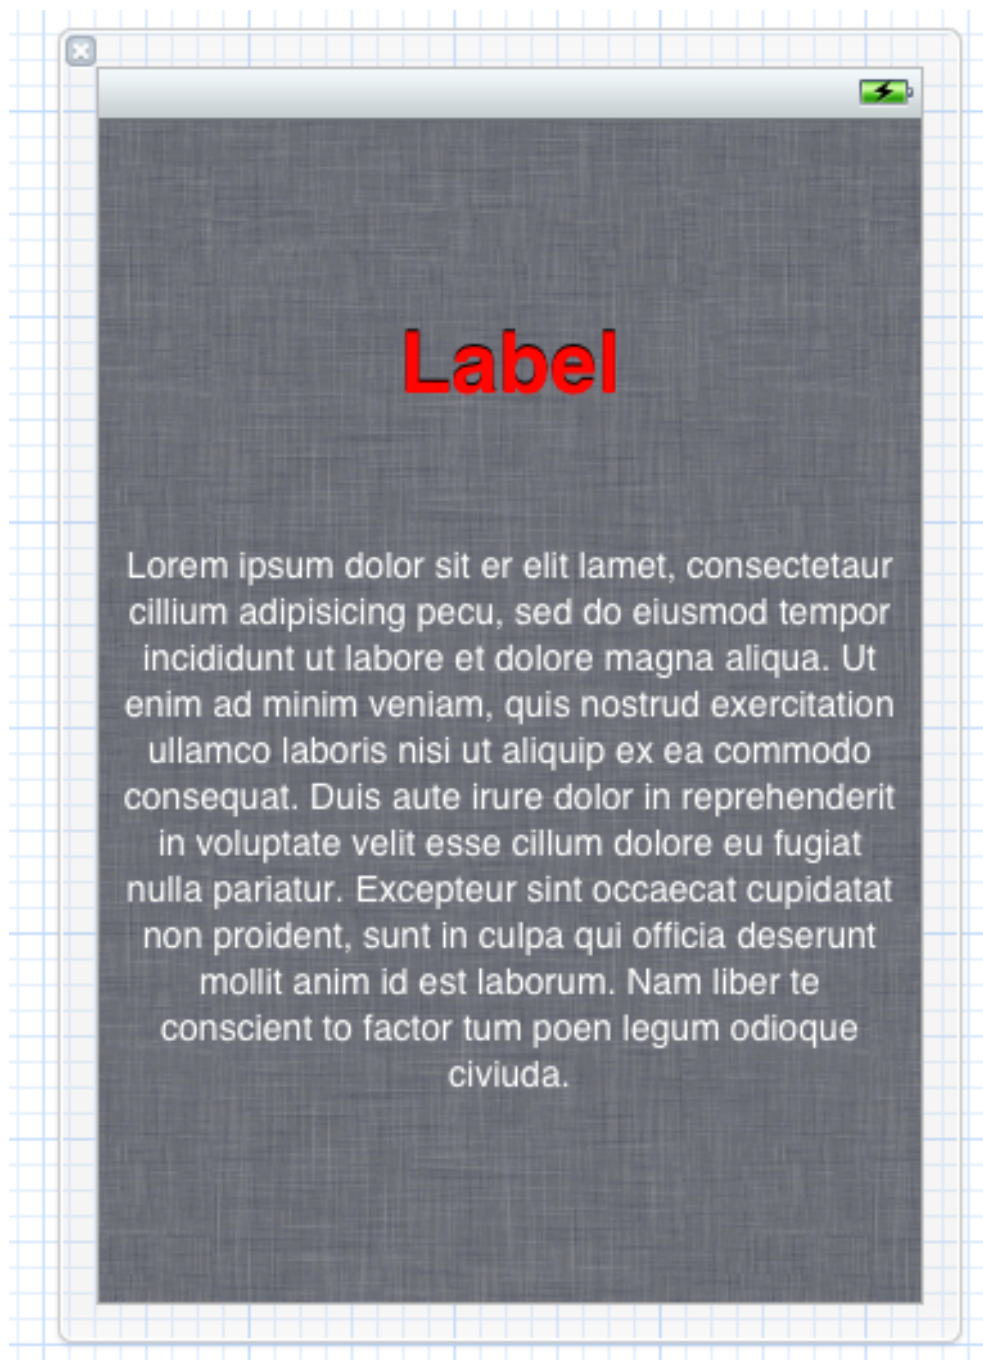 Label
Lorem ipsum dolor sit er elit lamet, consectetaur
cillium adipisicing pecu, sed do eiusmod tempor
incididunt ut labore et dolore magna aliqua. Ut
enim ad minim veniam, quis nostrud exercitation
ullamco laboris nisi ut aliquip ex ea commodo
consequat. Duis aute irure dolor in reprehenderit
in voluptate velit esse cillum dolore eu fugiat
nulla pariatur. Excepteur sint occaecat cupidatat
non proident, sunt in culpa qui officia deserunt
mollit anim id est laborum. Nam liber te
conscient to factor tum poen legum odioque
civiuda.